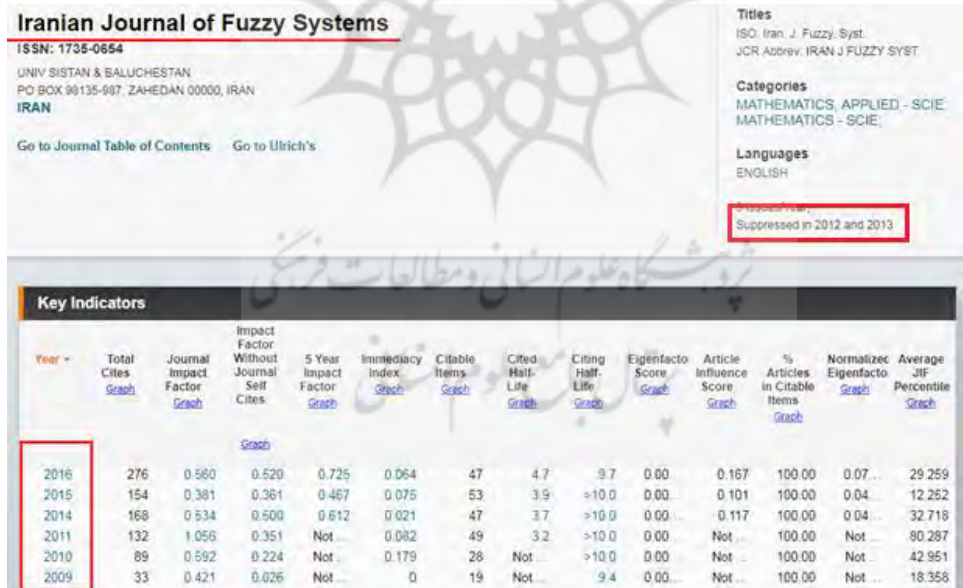 Iranian Journal of Fuzzy Systems
ISSN: 1735-0654
UNIV SISTAN & BALUCHESTAN
PO BOX 98135-987, ZAHEDAN 00000, IRAN
IRAN
Go to Journal Table of Contents Go to Ulrich's
Titles
ISO: Iran. J. Fuzzy. Syst.
JCR Abbrev: IRAN J FUZZY SYST
Categories
MATHEMATICS, APPLIED - SCIE;
MATHEMATICS - SCIE;
Languages
ENGLISH
Suppressed in 2012 and 2013
پژوهشگاه علوم انسانی و مطالعات فرهنگی
Key Indicators
Year Total Cites Graph Journal Impact Factor Graph Impact Factor Without Journal Self Cites Graph 5 Year Impact Factor Graph Immediacy Index Graph Citable Items Graph Cited Half-Life Graph Citing Half-Life Graph Eigenfacto Score Graph Article Influence Score Graph % Articles in Citable Items Graph Normalizec Eigenfacto Graph Average JIF Percentile Graph
2016 276 0.560 0.520 0.725 0.064 47 4.7 9.7 0.00... 0.167 100.00 0.07... 29.259
2015 154 0.381 0.361 0.467 0.075 53 3.9 >10.0 0.00... 0.101 100.00 0.04... 12.252
2014 168 0.534 0.500 0.612 0.021 47 3.7 >10.0 0.00... 0.117 100.00 0.04... 32.718
2011 132 1.056 0.351 Not ... 0.082 49 3.2 >10.0 0.00... Not ... 100.00 Not ... 80.287
2010 89 0.592 0.224 Not ... 0.179 28 Not ... >10.0 0.00... Not ... 100.00 Not ... 42.951
2009 33 0.421 0.026 Not ... 0 19 Not ... 9.4 0.00... Not ... 100.00 Not ... 18.358
پرتال جامع علوم انسانی